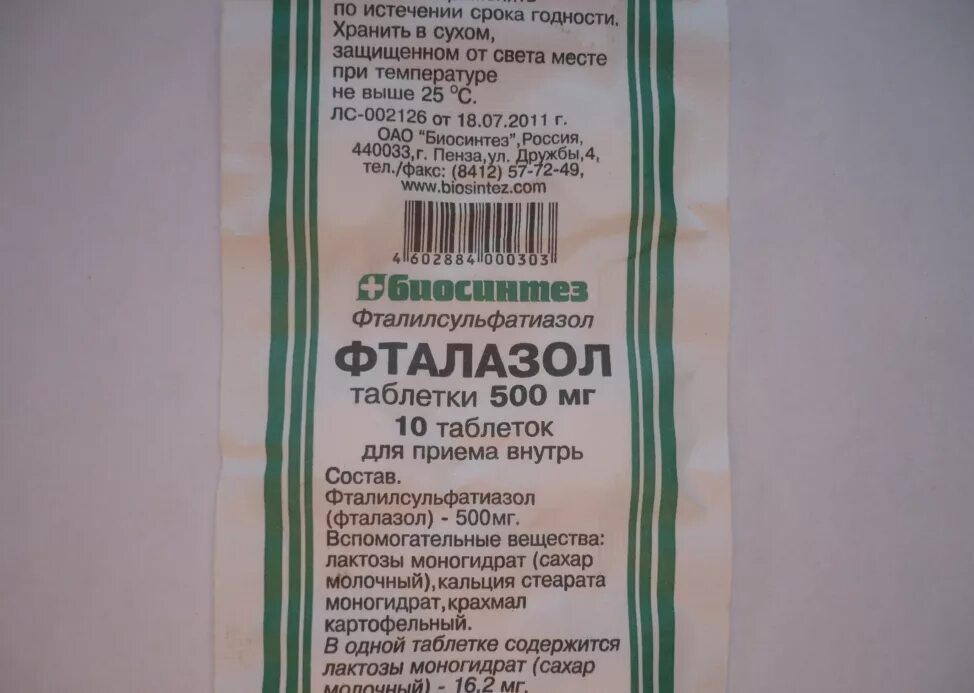 по истечении срока годности.
Хранить в сухом,
защищенном от света месте
при температуре
не выше 25 °С.
ЛС-002126 от 18.07.2011 г.
ОАО "Биосинтез",Россия,
440033,г. Пенза,ул. Дружбы,4,
тел./факс: (8412) 57-72-49,
www.biosintez.com
4 602884 000303
биосинтез
Фталилсульфатиазол
ФТАЛАЗОЛ
таблетки 500 мг
10 таблеток
для приема внутрь
Состав.
Фталилсульфатиазол
(фталазол) - 500мг.
Вспомогательные вещества:
лактозы моногидрат (сахар
молочный),кальция стеарата
моногидрат,крахмал
картофельный.
В одной таблетке содержится
лактозы моногидрат (сахар
молочный) - 16,2 мг.